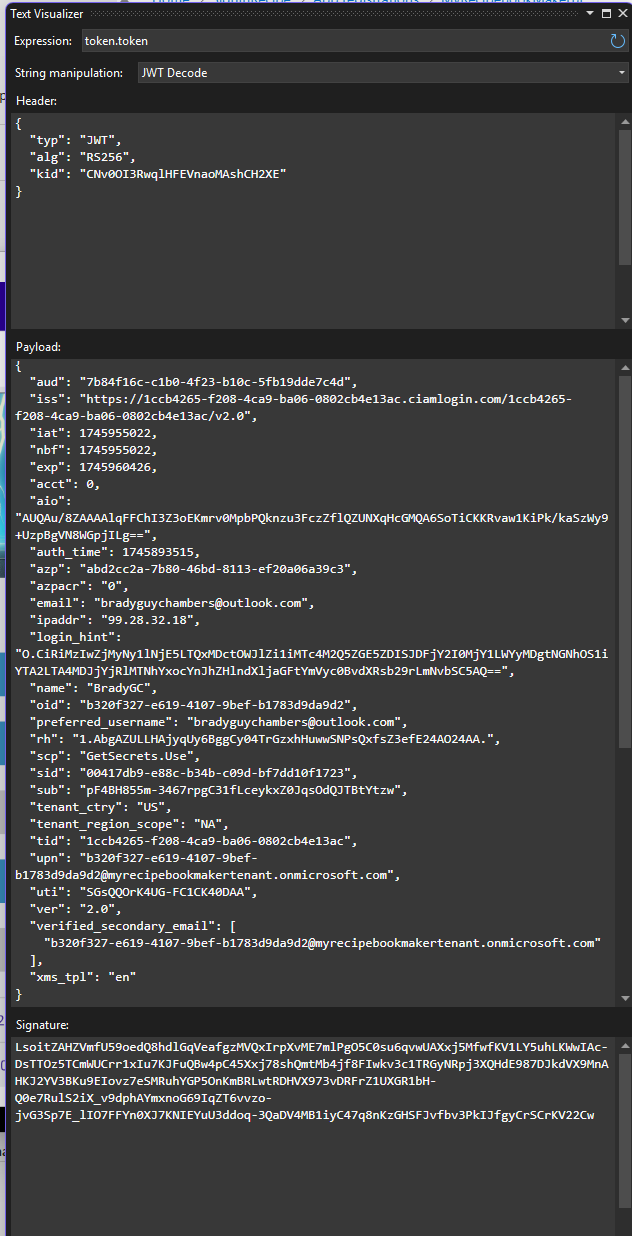 Text Visualizer
Expression: token.token
String manipulation: JWT Decode
Header:
{
"typ": "JWT",
"alg": "RS256",
"kid": "CNv0OI3RwqlHFEVnaoMAshCH2XE"
}
Payload:
{
"aud": "7b84f16c-c1b0-4f23-b10c-5fb19dde7c4d",
"iss": "https://1ccb4265-f208-4ca9-ba06-0802cb4e13ac.ciamlogin.com/1ccb4265-
f208-4ca9-ba06-0802cb4e13ac/v2.0",
"iat": 1745955022,
"nbf": 1745955022,
"exp": 1745960426,
"acct": 0,
"aio":
"AUQAu/8ZAAAAlqFFChI3Z3oEKmrv0MpbPQknzu3FczZflQZUNXqHcGMQA6SoTiCKKRvaw1KiPk/kaSzWy9
+UzpBgVN8WGpjILg==",
"auth_time": 1745893515,
"azp": "abd2cc2a-7b80-46bd-8113-ef20a06a39c3",
"azpacr": "0",
"email": "bradyguychambers@outlook.com",
"ipaddr": "99.28.32.18",
"login_hint":
"O.CiRiMzIwZjMyNy1lNjE5LTQxMDctOWJlZi1iMTc4M2Q5ZGE5ZDISJDFjY2I0MjY1LWYyMDgtNGNhOS1i
YTA2LTA4MDJjYjRlMTNhYxocYnJhZHlndXljaGFtYmVyc0BvdXRsb29rLmNvbSC5AQ==",
"name": "BradyGC",
"oid": "b320f327-e619-4107-9bef-b1783d9da9d2",
"preferred_username": "bradyguychambers@outlook.com",
"rh": "1.AbgAZULLHAjyqUy6BggCy04TrGzxhHuwwSNPsQxfsZ3efE24AO24AA.",
"scp": "GetSecrets.Use",
"sid": "00417db9-e88c-b34b-c09d-bf7dd10f1723",
"sub": "pF4BH855m-3467rpgC31fLceykxZ0JqsOdQJTBtYtzw",
"tenant_ctry": "US",
"tenant_region_scope": "NA",
"tid": "1ccb4265-f208-4ca9-ba06-0802cb4e13ac",
"upn": "b320f327-e619-4107-9bef-
b1783d9da9d2@myrecipebookmakertenant.onmicrosoft.com",
"uti": "SGsQQOrK4UG-FC1CK40DAA",
"ver": "2.0",
"verified_secondary_email": [
"b320f327-e619-4107-9bef-b1783d9da9d2@myrecipebookmakertenant.onmicrosoft.com"
],
"xms_tpl": "en"
}
Signature:
LsoitZAHZVmfU59oedQ8hdlGqVeafgzMVQxIrpXvME7mlPgO5C0su6qvwUAXxj5MfwfKV1LY5uhLKWwIAc-
DsTTOz5TCmWUCrr1xIu7KJFuQBw4pC45Xxj78shQmtMb4jf8FIwkv3c1TRGyNRpj3XQHdE987DJkdVX9MnA
HKJ2YV3BKu9EIovz7eSMRuhYGP5OnKmBRLwtRDHVX973vDRFrZ1UXGR1bH-
Q0e7RulS2iX_v9dphAYmxnoG69IqZT6vvzo-
jvG3Sp7E_lIO7FFYn0XJ7KNIEYuU3ddoq-3QaDV4MB1iyC47q8nKzGHSFJvfbv3PkIJfgyCrSCrKV22Cw